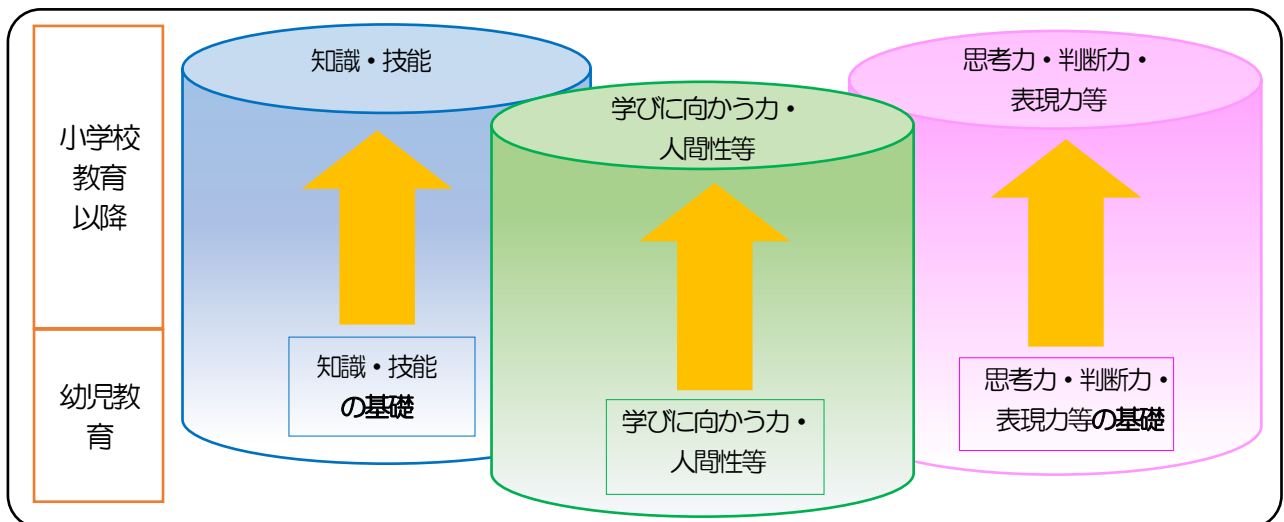 小学校
教育
以降
幼児教
育
知識・技能
学びに向かう力・
人間性等
思考力・判断力・
表現力等
知識・技能
の基礎
学びに向かう力・
人間性等
思考力・判断力・
表現力等の基礎